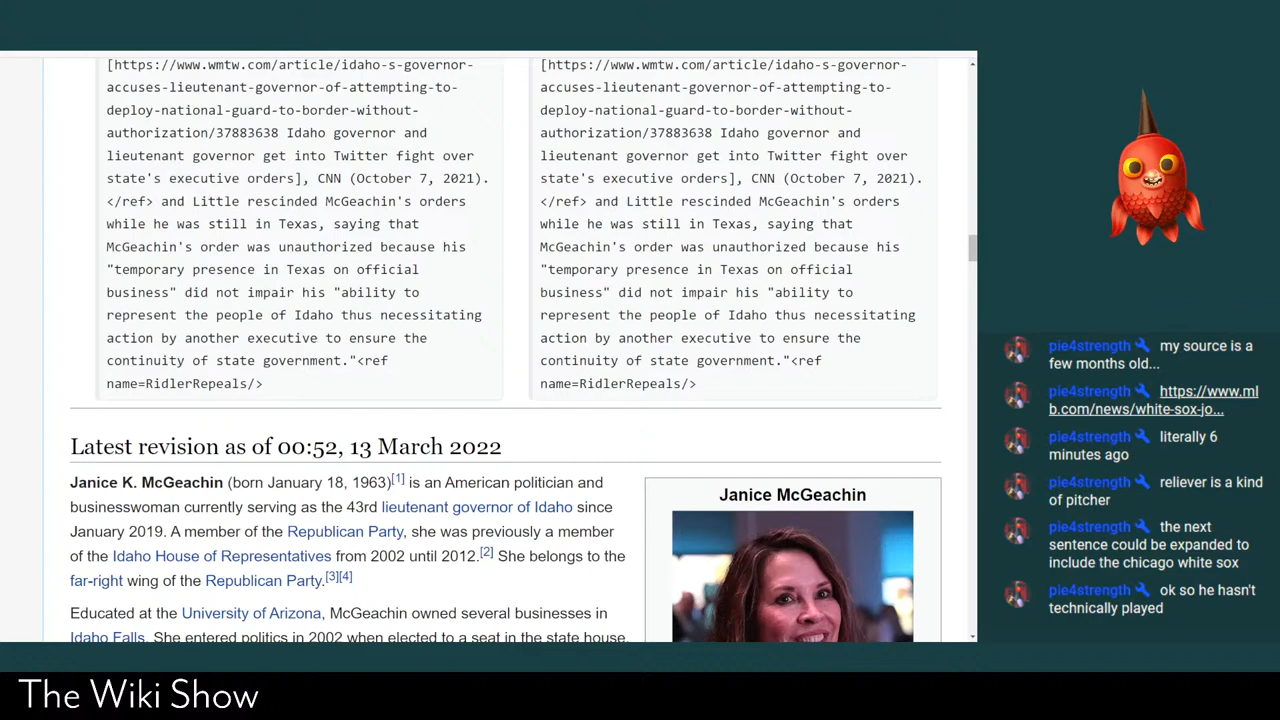 [https://www.wmtw.com/article/idaho-s-governor-
accuses-lieutenant-governor-of-attempting-to-
deploy-national-guard-to-border-without-
authorization/37883638 Idaho governor and
lieutenant governor get into Twitter fight over
state's executive orders], CNN (October 7, 2021).
</ref> and Little rescinded McGeachin's orders
while he was still in Texas, saying that
McGeachin's order was unauthorized because his
"temporary presence in Texas on official
business" did not impair his "ability to
represent the people of Idaho thus necessitating
action by another executive to ensure the
continuity of state government."<ref
name=RidlerRepeals/>
[https://www.wmtw.com/article/idaho-s-governor-
accuses-lieutenant-governor-of-attempting-to-
deploy-national-guard-to-border-without-
authorization/37883638 Idaho governor and
lieutenant governor get into Twitter fight over
state's executive orders], CNN (October 7, 2021).
</ref> and Little rescinded McGeachin's orders
while he was still in Texas, saying that
McGeachin's order was unauthorized because his
"temporary presence in Texas on official
business" did not impair his "ability to
represent the people of Idaho thus necessitating
action by another executive to ensure the
continuity of state government."<ref
name=RidlerRepeals/>
Latest revision as of 00:52, 13 March 2022
Janice K. McGeachin (born January 18, 1963)[1] is an American politician and
businesswoman currently serving as the 43rd lieutenant governor of Idaho since
January 2019. A member of the Republican Party, she was previously a member
of the Idaho House of Representatives from 2002 until 2012.[2] She belongs to the
far-right wing of the Republican Party.[3][4]
Educated at the University of Arizona, McGeachin owned several businesses in
Idaho Falls. She entered politics in 2002 when elected to a seat in the state house,
Janice McGeachin
pie4strength my source is a
few months old...
pie4strength https://www.ml
b.com/news/white-sox-jo...
pie4strength literally 6
minutes ago
pie4strength reliever is a kind
of pitcher
pie4strength the next
sentence could be expanded to
include the chicago white sox
pie4strength ok so he hasn't
technically played
The Wiki Show